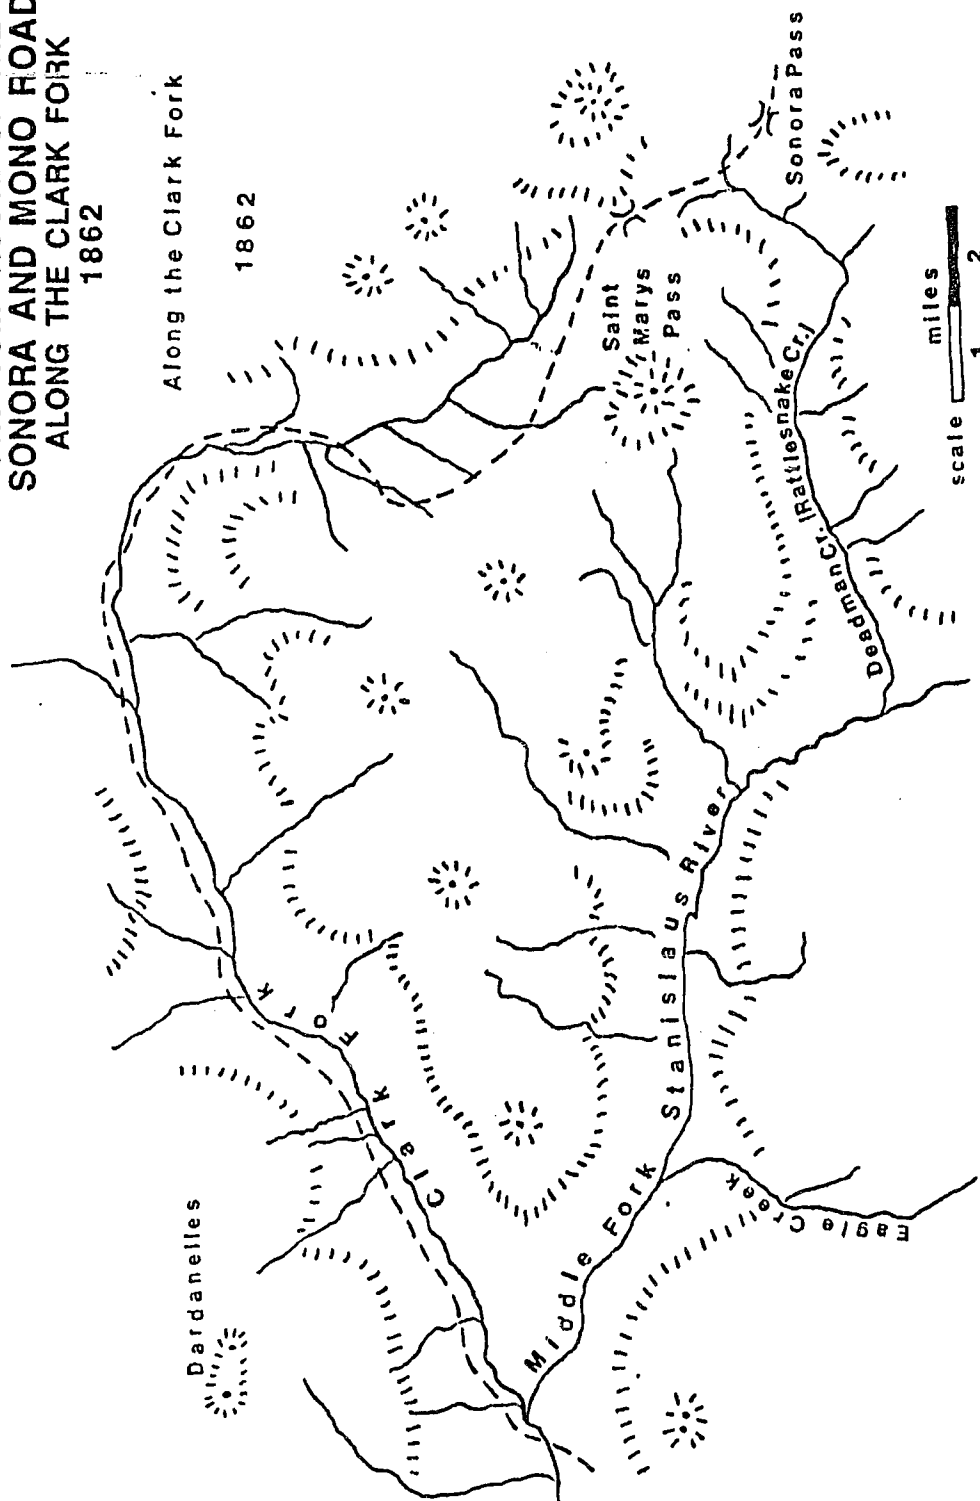 SONORA AND MONO ROAD
ALONG THE CLARK FORK
1862
Along the Clark Fork
1862
Dardanelles
Clark Fork
Saint
Marys
Pass
Sonora Pass
Middle Fork Stanislaus River
Eagle Creek
Deadman Cr.
(Rattlesnake Cr.)
scale
miles
1
2